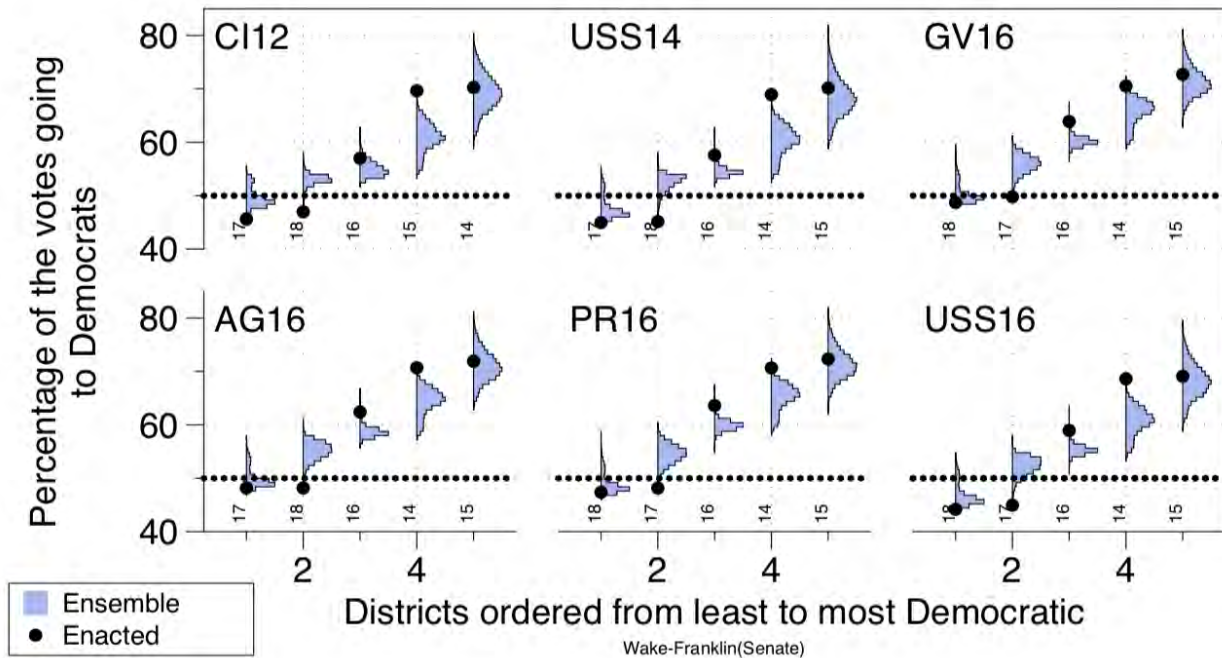 Percentage of the votes going
to Democrats
80
60
40
CI12
17
18
16
15
14
USS14
17
18
16
14
15
GV16
18
17
16
14
15
80
60
40
AG16
17
18
16
14
15
PR16
18
17
16
14
15
USS16
18
17
16
14
15
2 4 2 4 2 4
Districts ordered from least to most Democratic
Wake-Franklin(Senate)
Ensemble
Enacted